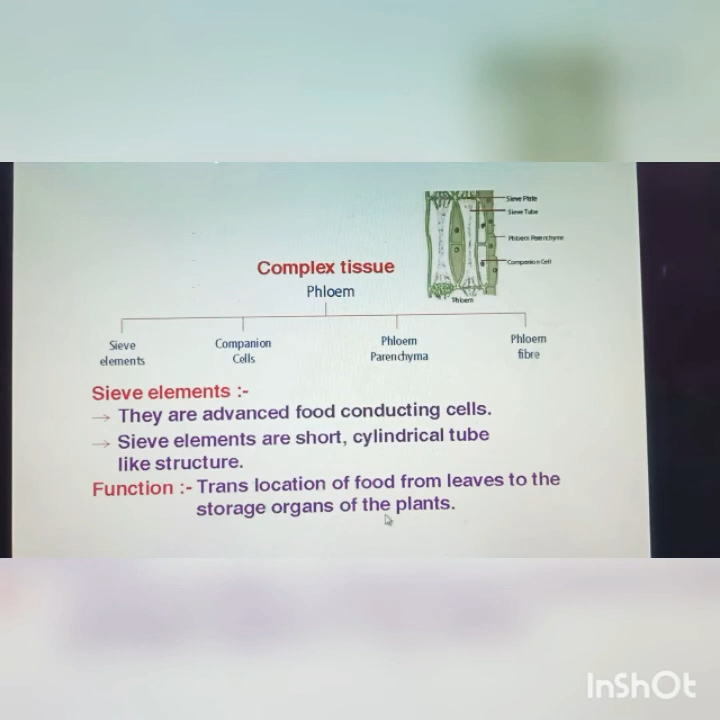 Sieve Plate
Sieve Tube
Phloem Parenchyma
Companion Cell
Phloem
Complex tissue
Phloem
Sieve
elements
Companion
Cells
Phloem
Parenchyma
Phloem
fibre
Sieve elements :-
→ They are advanced food conducting cells.
→ Sieve elements are short, cylindrical tube
like structure.
Function :- Trans location of food from leaves to the
storage organs of the plants.
InShOt